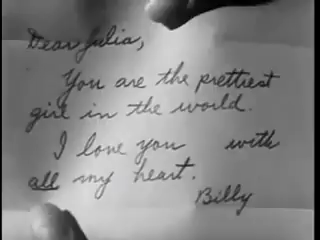 Dear Julia,
You are the prettiest
girl in the world.
I love you with
all my heart.
Billy